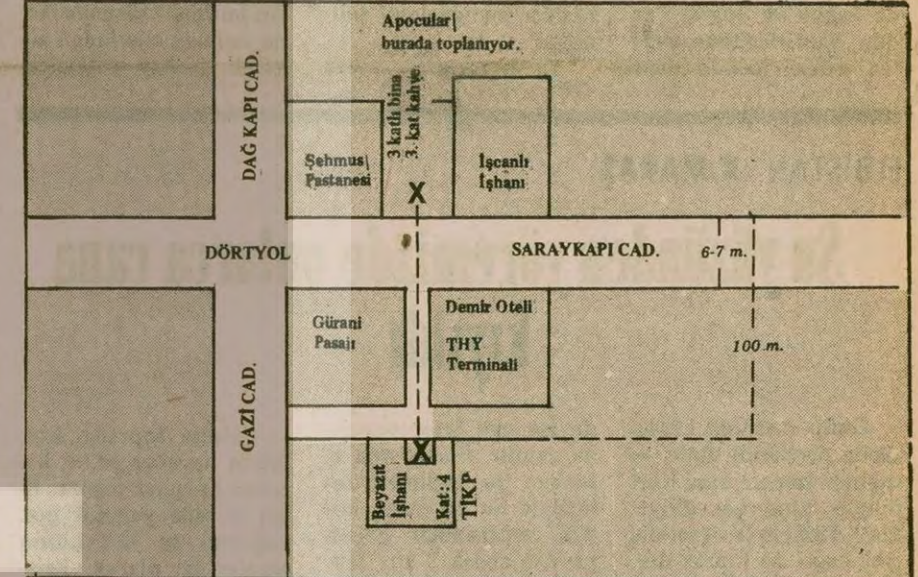 Apocular
burada toplanıyor.
DAĞ KAPI CAD.
3 katlı bina
3. kat kahve
Şehmus
Pastanesi
İşcanlı
İşhanı
X
DÖRTYOL
SARAYKAPI CAD.
6-7 m.
Gürani
Pasajı
Demir Oteli
THY
Terminali
100 m.
GAZİ CAD.
X
Beyazıt
İşhanı
Kat: 4
TİKP